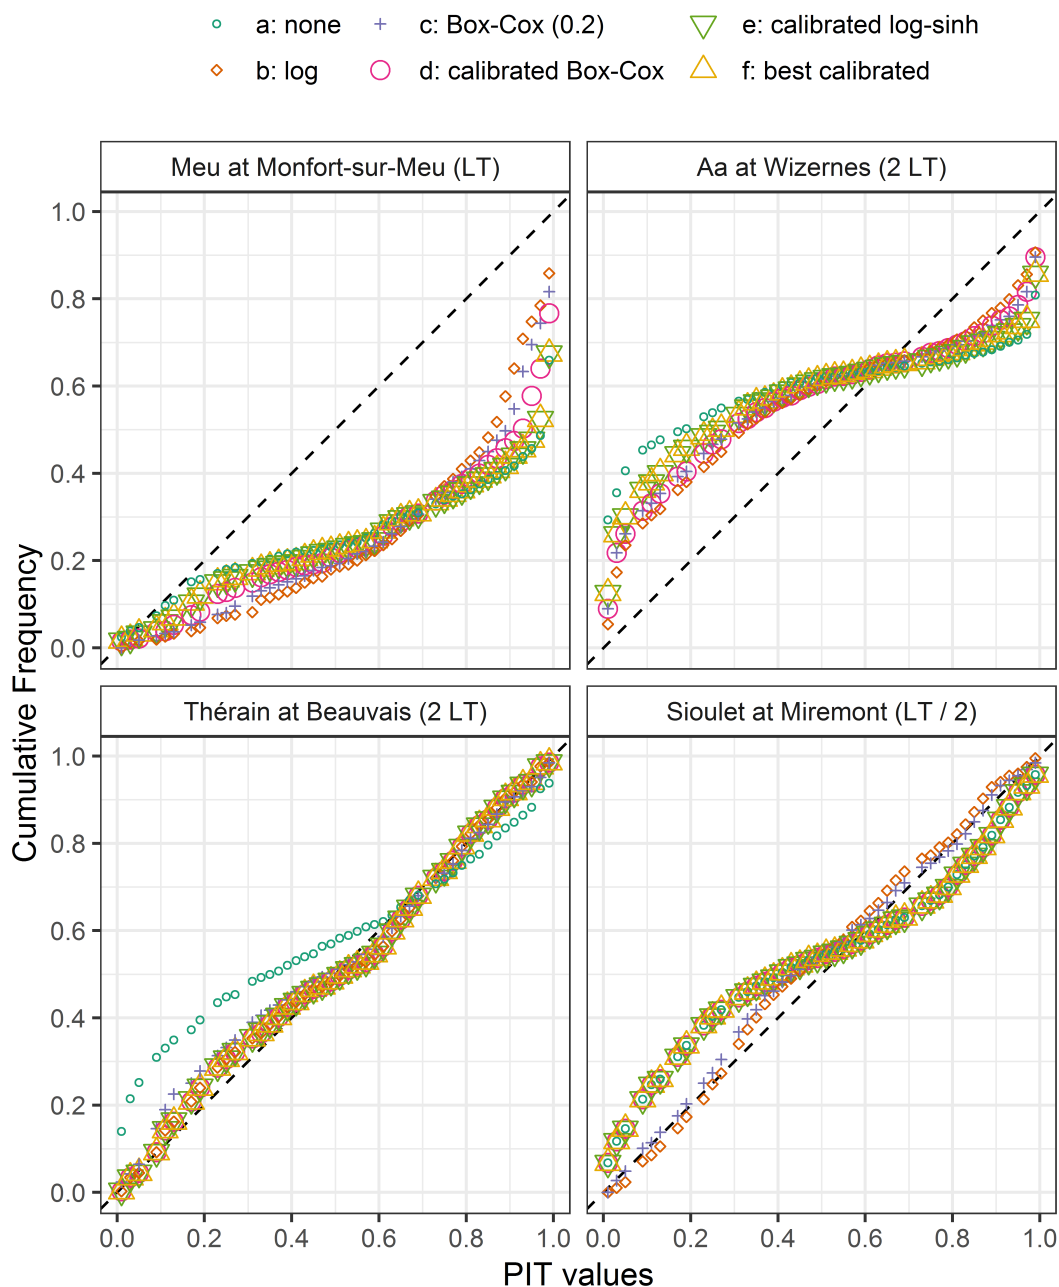 a: none
c: Box-Cox (0.2)
e: calibrated log-sinh
b: log
d: calibrated Box-Cox
f: best calibrated
Meu at Monfort-sur-Meu (LT)
Aa at Wizernes (2 LT)
1.0
0.8
0.6
0.4
0.2
0.0
Cumulative Frequency
Thérain at Beauvais (2 LT)
Sioulet at Miremont (LT / 2)
1.0
0.8
0.6
0.4
0.2
0.0
0.0 0.2 0.4 0.6 0.8 1.0
0.0 0.2 0.4 0.6 0.8 1.0
PIT values